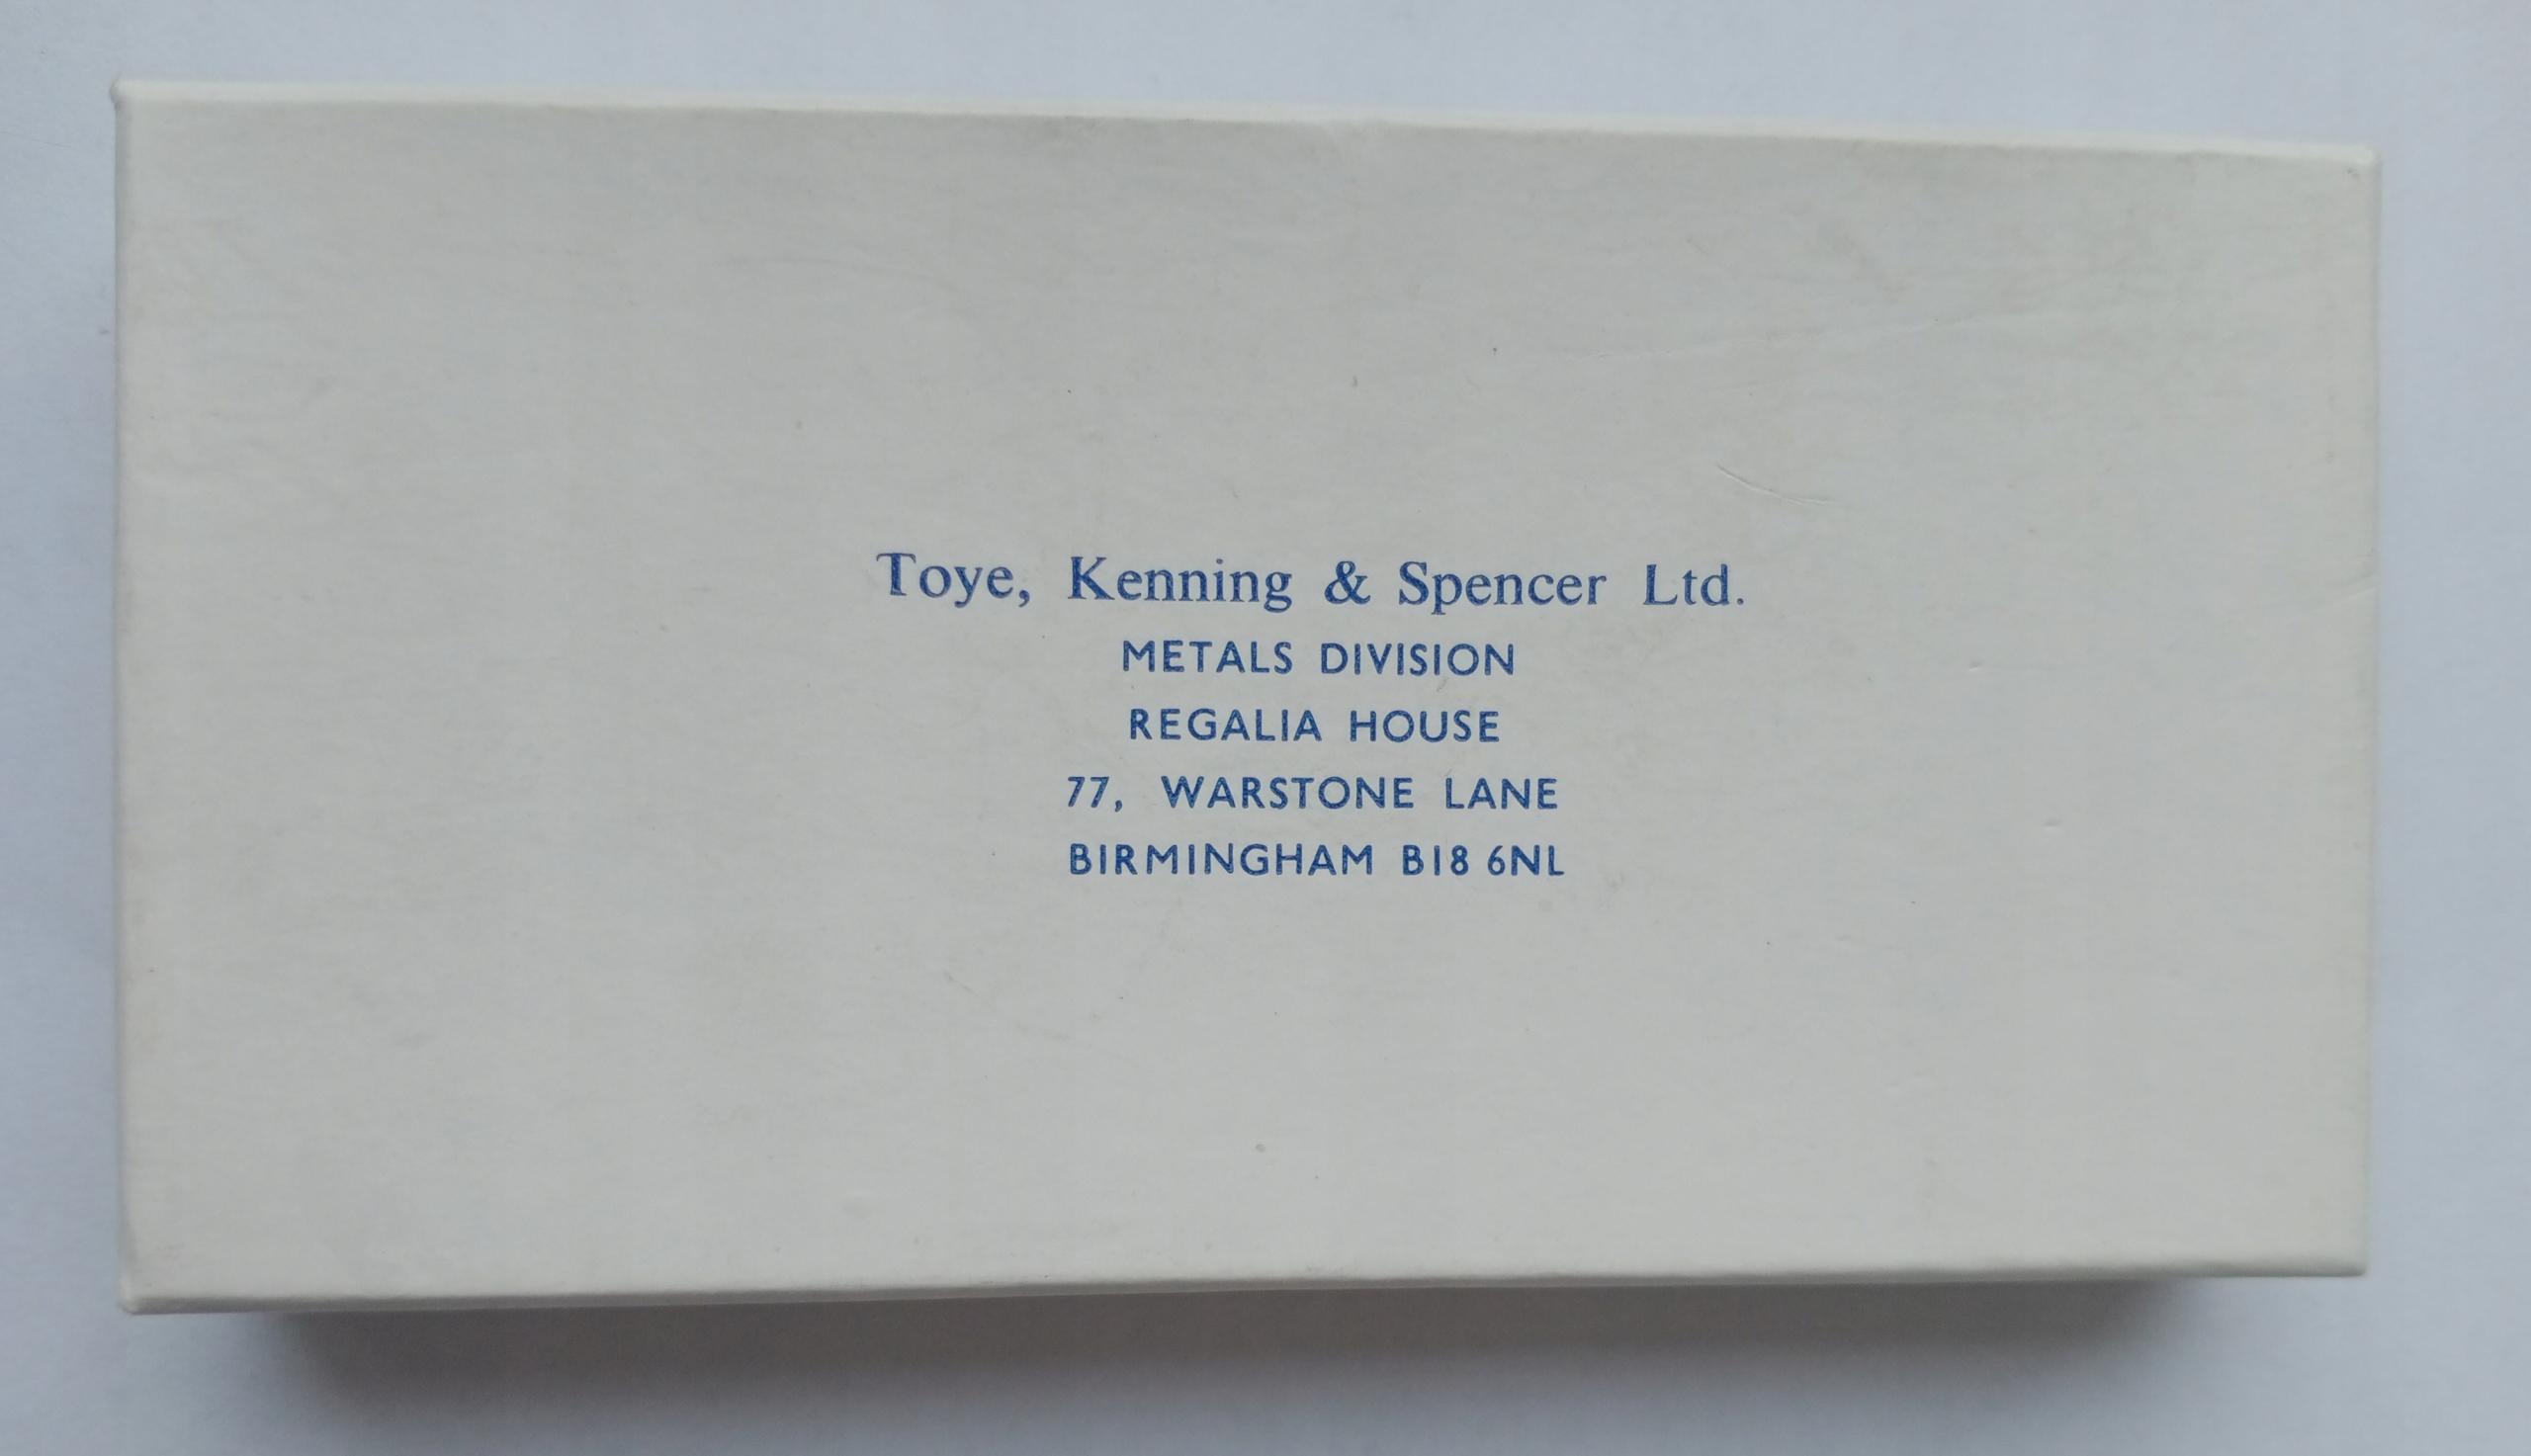 Toye, Kenning & Spencer Ltd.
METALS DIVISION
REGALIA HOUSE
77, WARSTONE LANE
BIRMINGHAM B18 6NL